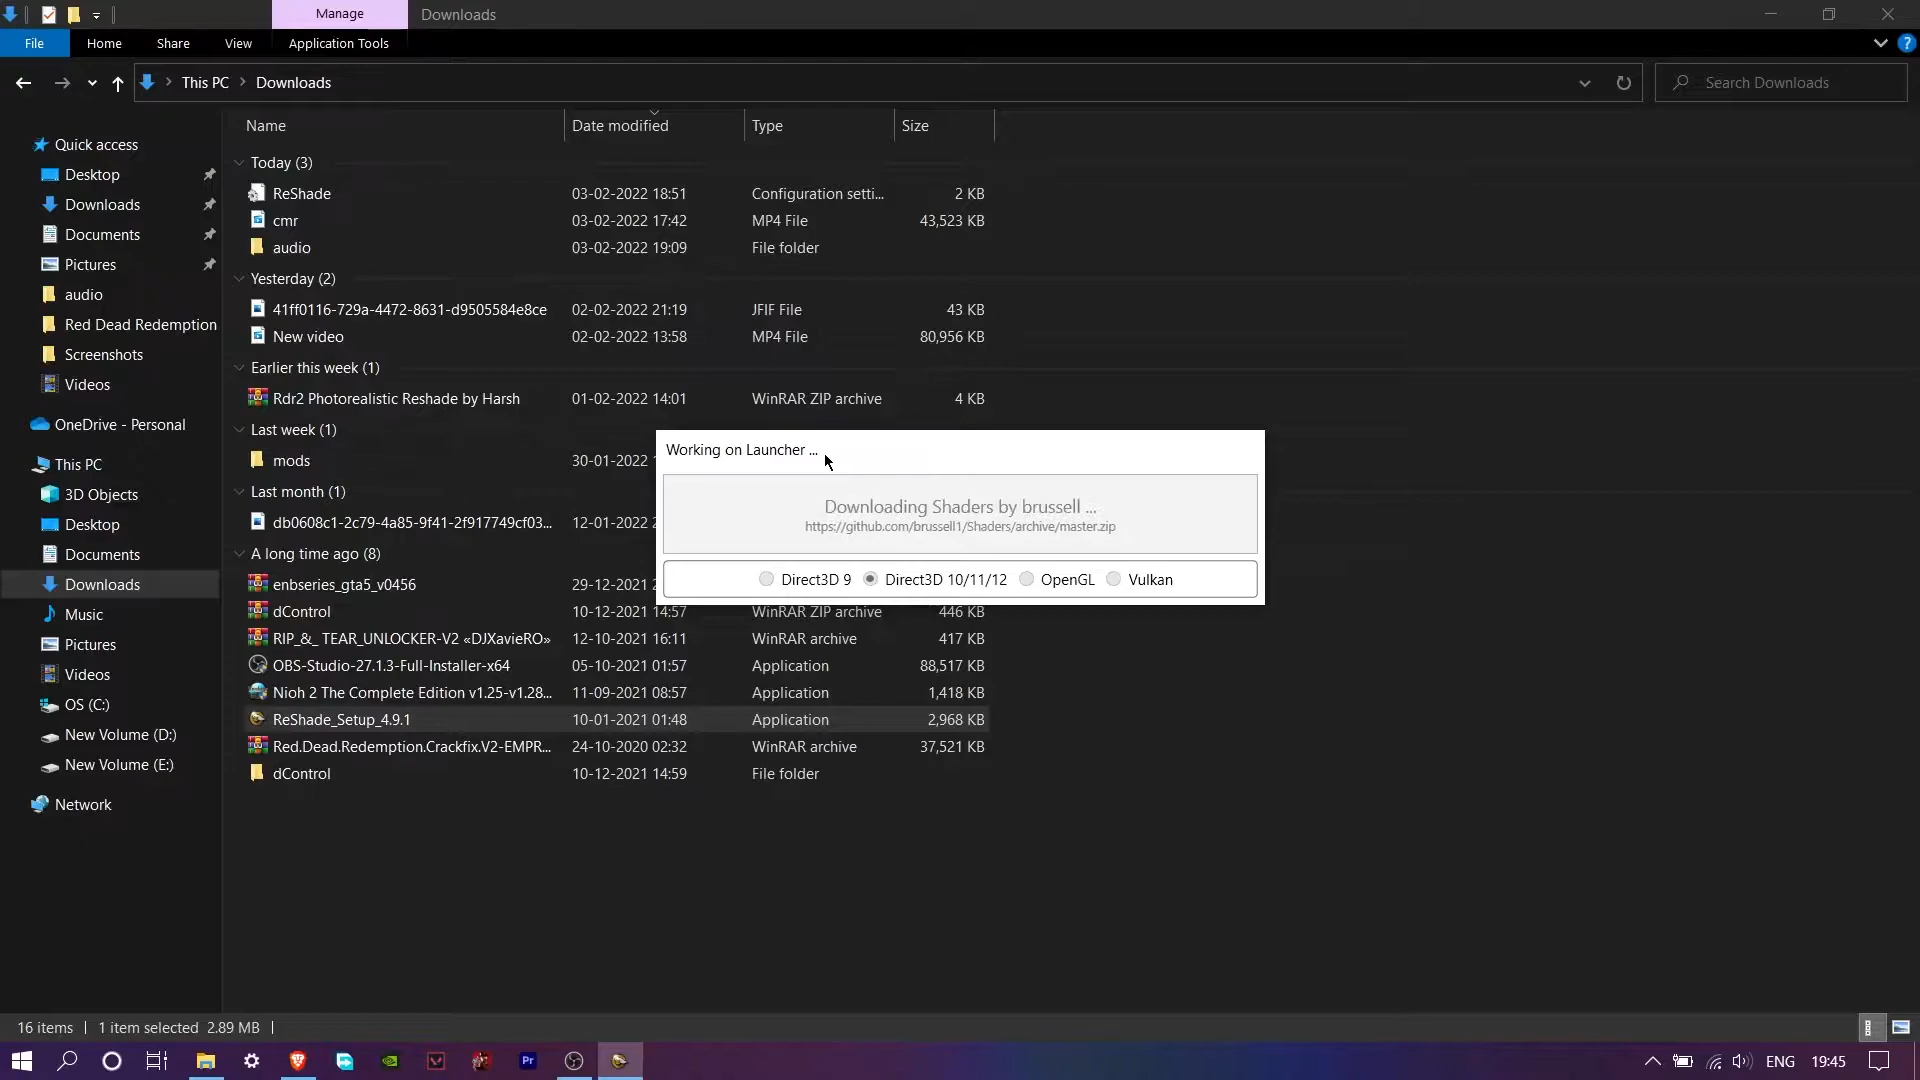 Manage
Downloads
File
Home
Share
View
Application Tools
This PC
Downloads
Search Downloads
Name
Date modified
Type
Size
Quick access
Desktop
Downloads
Documents
Pictures
audio
Red Dead Redemption
Screenshots
Videos
OneDrive - Personal
This PC
3D Objects
Desktop
Documents
Downloads
Music
Pictures
Videos
OS (C:)
New Volume (D:)
New Volume (E:)
Network
Today (3)
ReShade 03-02-2022 18:51 Configuration setti... 2 KB
cmr 03-02-2022 17:42 MP4 File 43,523 KB
audio 03-02-2022 19:09 File folder
Yesterday (2)
41ff0116-729a-4472-8631-d9505584e8ce 02-02-2022 21:19 JFIF File 43 KB
New video 02-02-2022 13:58 MP4 File 80,956 KB
Earlier this week (1)
Rdr2 Photorealistic Reshade by Harsh 01-02-2022 14:01 WinRAR ZIP archive 4 KB
Last week (1)
mods 30-01-2022
Last month (1)
db0608c1-2c79-4a85-9f41-2f917749cf03... 12-01-2022
A long time ago (8)
enbseries_gta5_v0456 29-12-2021
dControl 10-12-2021 14:57 WinRAR ZIP archive 446 KB
RIP_&_ TEAR_UNLOCKER-V2 «DJXavieRO» 12-10-2021 16:11 WinRAR archive 417 KB
OBS-Studio-27.1.3-Full-Installer-x64 05-10-2021 01:57 Application 88,517 KB
Nioh 2 The Complete Edition v1.25-v1.28... 11-09-2021 08:57 Application 1,418 KB
ReShade_Setup_4.9.1 10-01-2021 01:48 Application 2,968 KB
Red.Dead.Redemption.Crackfix.V2-EMPR... 24-10-2020 02:32 WinRAR archive 37,521 KB
dControl 10-12-2021 14:59 File folder
Working on Launcher ...
Downloading Shaders by brussell ...
https://github.com/brussell1/Shaders/archive/master.zip
Direct3D 9 Direct3D 10/11/12 OpenGL Vulkan
16 items 1 item selected 2.89 MB
Pr
ENG 19:45